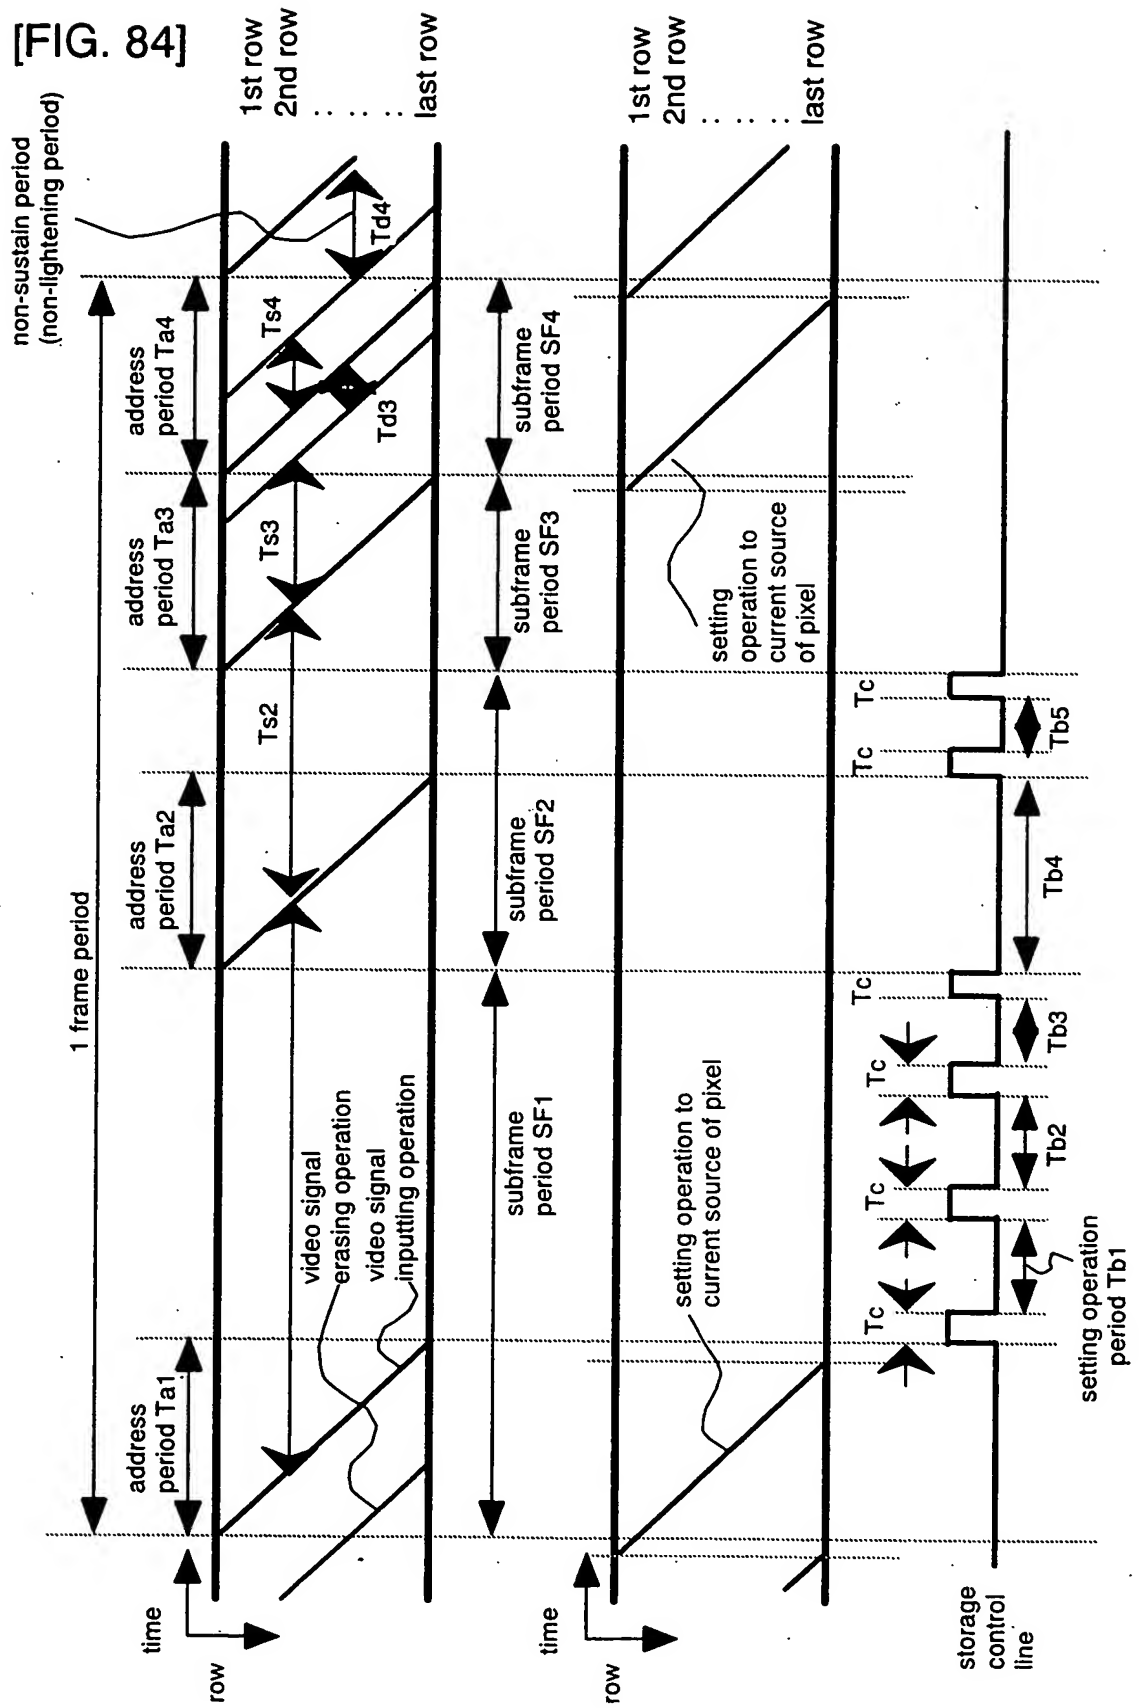 [FIG. 84]
non-sustain period
(non-lightening period)
1 frame period
address
period Ta1
address
period Ta2
address
period Ta3
address
period Ta4
time
row
1st row
2nd row
last row
Ts2
Ts3
Ts4
Td3
Td4
video signal
erasing operation
video signal
inputting operation
subframe
period SF1
subframe
period SF2
subframe
period SF3
subframe
period SF4
time
row
1st row
2nd row
last row
setting operation to
current source of pixel
setting
operation to
current source
of pixel
storage
control
line
Tc
Tc
Tc
Tc
Tc
Tc
setting operation
period Tb1
Tb2
Tb3
Tb4
Tb5